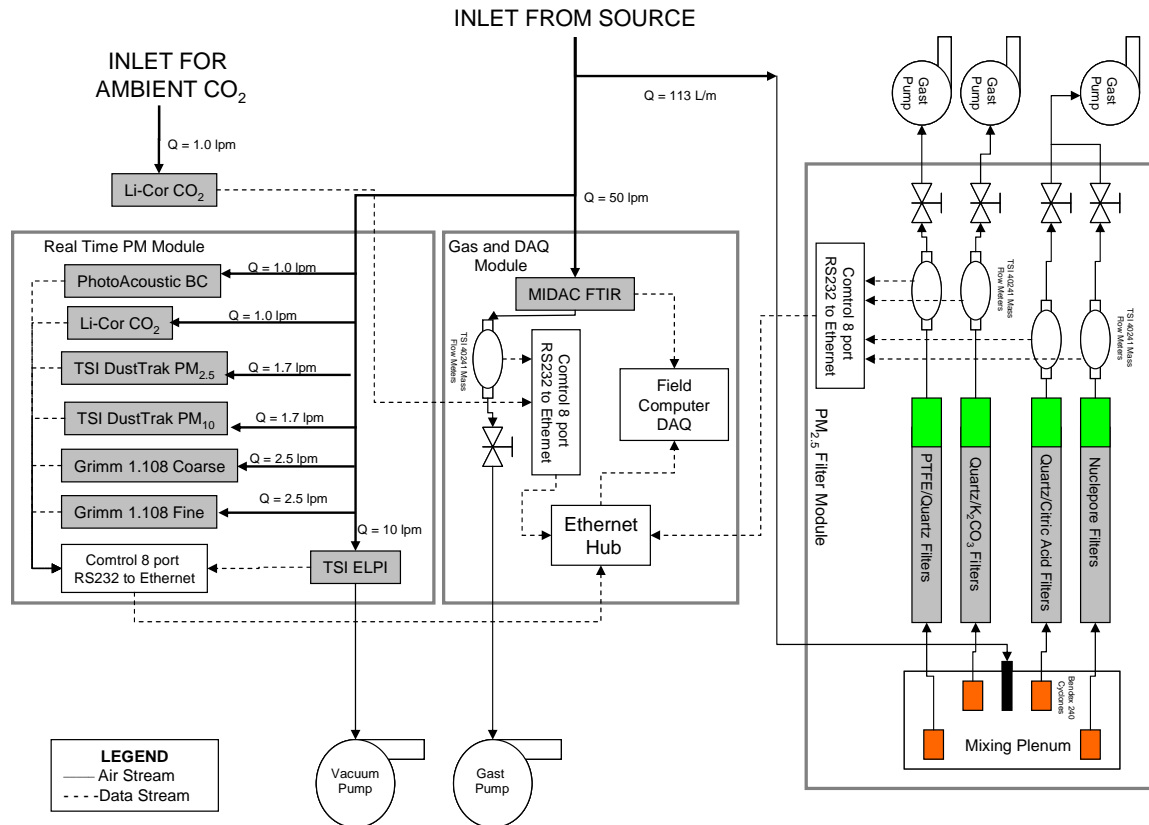 INLET FROM SOURCE
INLET FOR
AMBIENT CO2
Q = 1.0 lpm
Li-Cor CO2
Q = 113 L/m
Q = 50 lpm
Real Time PM Module
Q = 1.0 lpm
PhotoAcoustic BC
Q = 1.0 lpm
Li-Cor CO2
Q = 1.7 lpm
TSI DustTrak PM2.5
Q = 1.7 lpm
TSI DustTrak PM10
Q = 2.5 lpm
Grimm 1.108 Coarse
Q = 2.5 lpm
Grimm 1.108 Fine
Q = 10 lpm
Comtrol 8 port
RS232 to Ethernet
TSI ELPI
Gas and DAQ
Module
MIDAC FTIR
TSI 40241 Mass
Flow Meters
Comtrol 8 port
RS232 to Ethernet
Field
Computer
DAQ
Ethernet
Hub
Gast
Pump
Gast
Pump
Gast
Pump
Comtrol 8 port
RS232 to Ethernet
TSI 40241 Mass
Flow Meters
TSI 40241 Mass
Flow Meters
PM2.5 Filter Module
PTFE/Quartz Filters
Quartz/K2CO3 Filters
Quartz/Citric Acid Filters
Nuclepore Filters
Bendex 240
Cyclones
Mixing Plenum
LEGEND
Air Stream
Data Stream
Vacuum
Pump
Gast
Pump